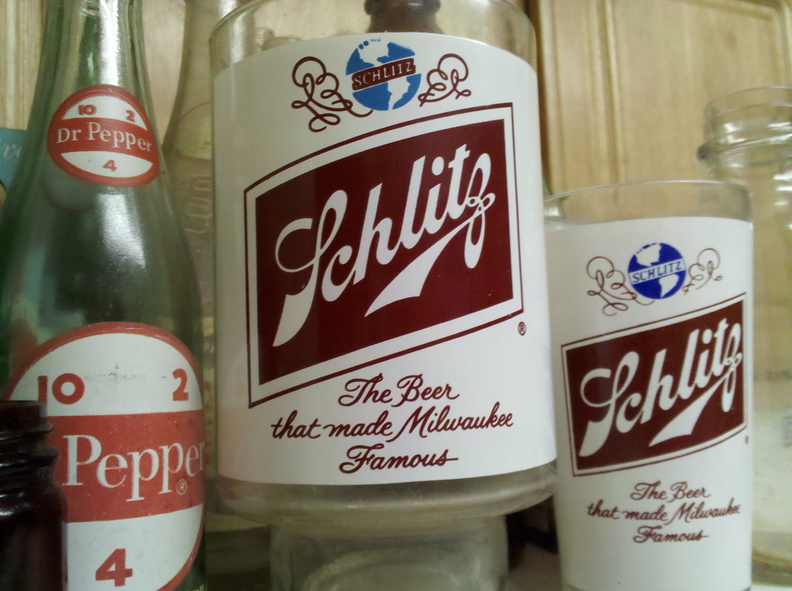 10 2
Dr Pepper
4
10 2
Pepper
®
4
SCHLITZ
Schlitz
®
The Beer
that made Milwaukee
Famous
SCHLITZ
Schlitz
®
The Beer
that made Milwaukee
Famous